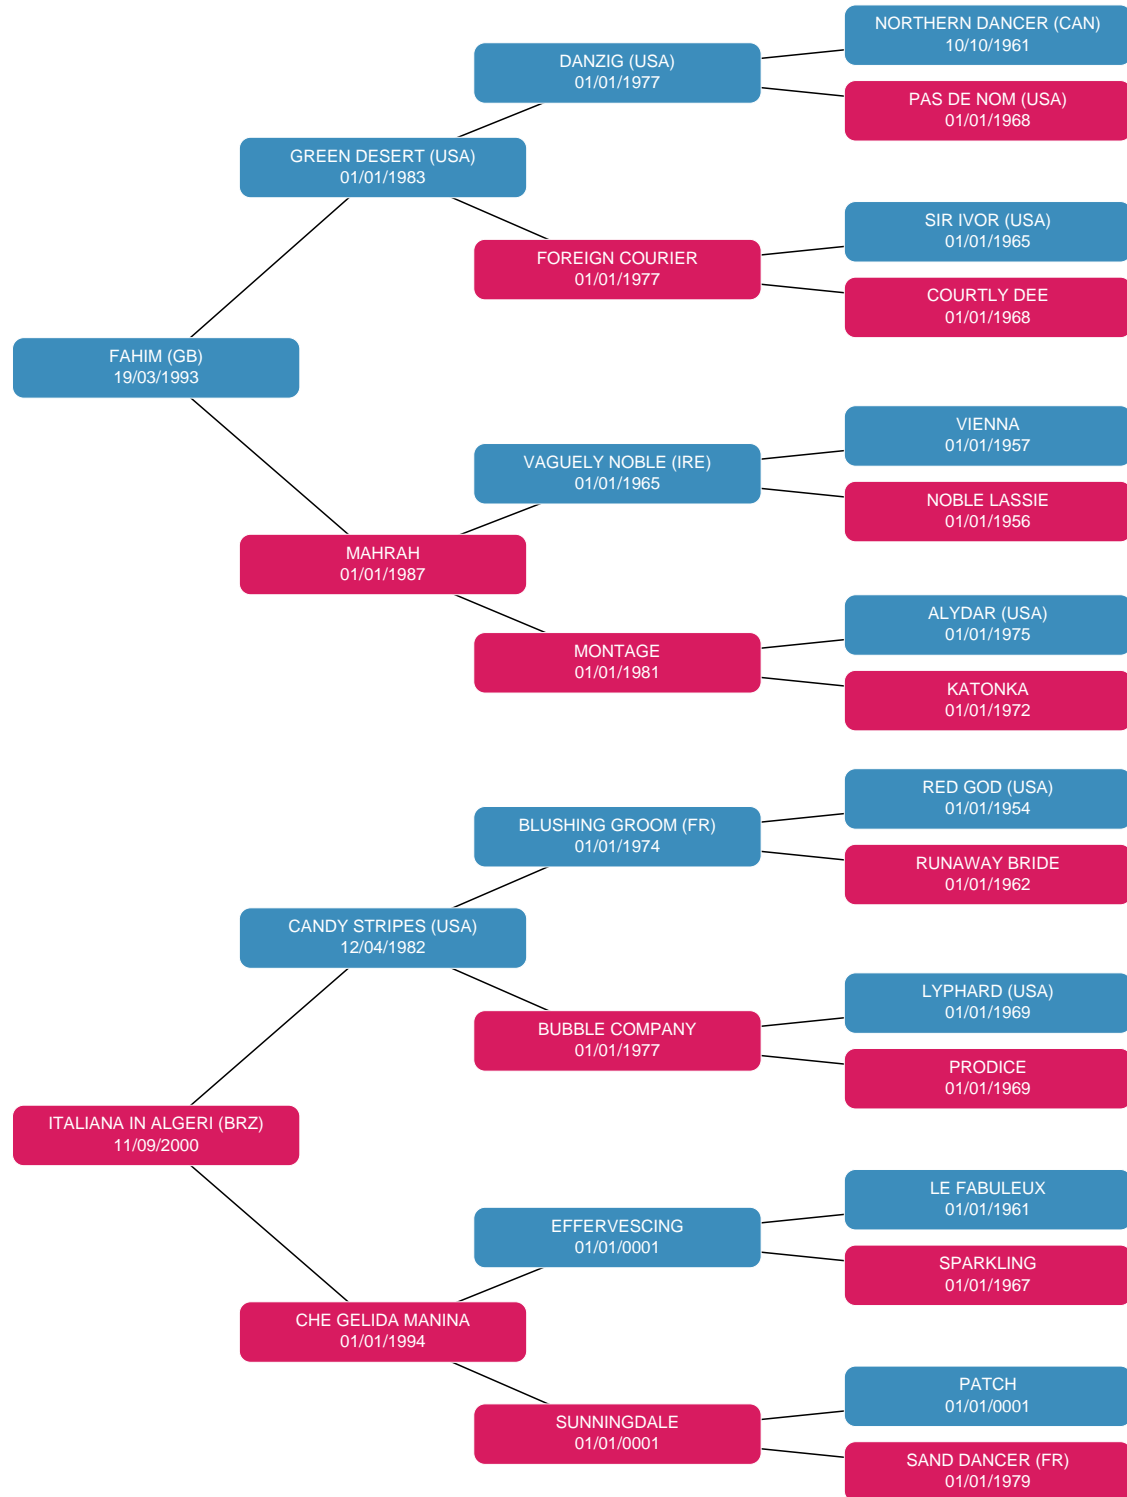 NORTHERN DANCER (CAN)
10/10/1961
DANZIG (USA)
01/01/1977
PAS DE NOM (USA)
01/01/1968
GREEN DESERT (USA)
01/01/1983
SIR IVOR (USA)
01/01/1965
FOREIGN COURIER
01/01/1977
COURTLY DEE
01/01/1968
FAHIM (GB)
19/03/1993
VIENNA
01/01/1957
VAGUELY NOBLE (IRE)
01/01/1965
NOBLE LASSIE
01/01/1956
MAHRAH
01/01/1987
ALYDAR (USA)
01/01/1975
MONTAGE
01/01/1981
KATONKA
01/01/1972
RED GOD (USA)
01/01/1954
BLUSHING GROOM (FR)
01/01/1974
RUNAWAY BRIDE
01/01/1962
CANDY STRIPES (USA)
12/04/1982
LYPHARD (USA)
01/01/1969
BUBBLE COMPANY
01/01/1977
PRODICE
01/01/1969
ITALIANA IN ALGERI (BRZ)
11/09/2000
LE FABULEUX
01/01/1961
EFFERVESCING
01/01/0001
SPARKLING
01/01/1967
CHE GELIDA MANINA
01/01/1994
PATCH
01/01/0001
SUNNINGDALE
01/01/0001
SAND DANCER (FR)
01/01/1979